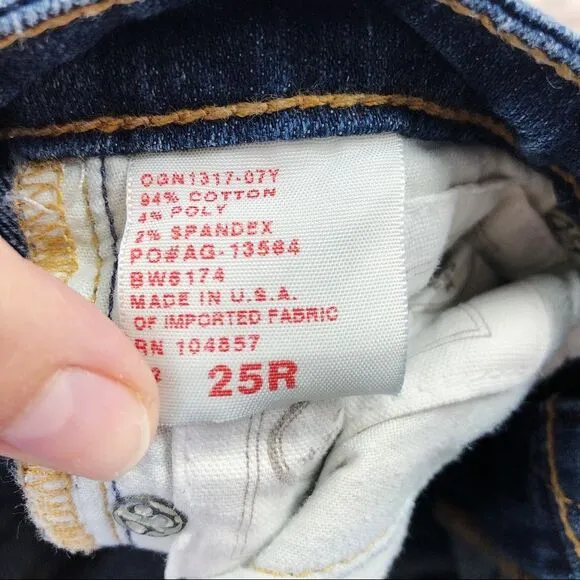 OGN1317-07Y
94% COTTON
4% POLY
2% SPANDEX
PO#AG-13564
BW6174
MADE IN U.S.A.
OF IMPORTED FABRIC
RN 104857
25R